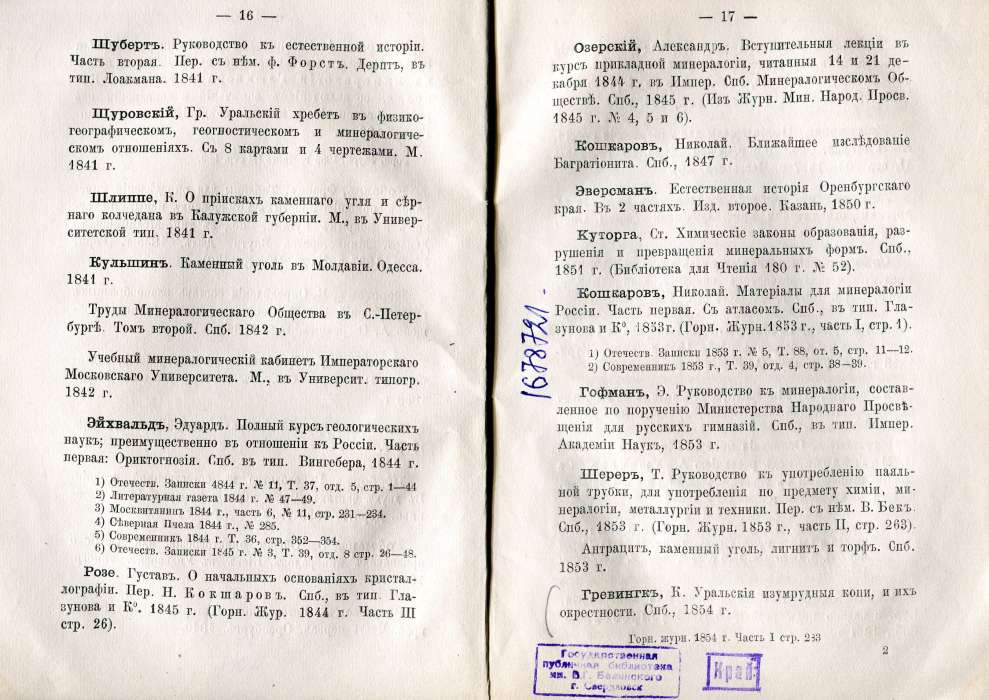 — 16 —
Шубертъ. Руководство къ естественной исторіи.
Часть вторая. Пер. съ нѣм. ф. Форстъ. Дерптъ, въ
тип. Лоакмана. 1841 г.
Щуровскій, Гр. Уральскій хребетъ въ физико-
географическомъ, геогностическомъ и минералогиче-
скомъ отношеніяхъ. Съ 8 картами и 4 чертежами. М.
1841 г.
Шлиппе, К. О пріискахъ каменнаго угля и сѣр-
наго колчедана въ Калужской губерніи. М., въ Универ-
ситетской тип. 1841 г.
Кульшинъ. Каменный уголь въ Молдавіи. Одесса.
1841 г.
Труды Минералогическаго Общества въ С.-Петер-
бургѣ. Томъ второй. Спб. 1842 г.
Учебный минералогическій кабинетъ Императорскаго
Московскаго Университета. М., въ Университ. типогр.
1842 г.
Эйхвальдъ, Эдуардъ. Полный курсъ геологическихъ
наукъ; преимущественно въ отношеніи къ Россіи. Часть
первая: Ориктогнозія. Спб. въ тип. Вингебера, 1844 г.
1) Отечеств. Записки 4844 г. № 11, Т. 37, отд. 5, стр. 1—44
2) Литературная газета 1844 г. № 47—49.
3) Москвитянинъ 1844 г., часть 6, № 11, стр. 231—234.
4) Сѣверная Пчела 1844 г., № 285.
5) Современникъ 1844 г. Т. 36, стр. 352—354.
6) Отечеств. Записки 1845 г. № 3, Т. 39, отд. 8 стр. 26—48.
Розе. Густавъ. О начальныхъ основаніяхъ кристал-
лографіи. Пер. Н. Кокшаровъ. Спб., въ тип. Гла-
зунова и К⁰. 1845 г. (Горн. Жур. 1844 г. Часть III
стр. 26).
— 17 —
Озерскій, Александръ. Вступительныя лекціи въ
курсъ прикладной минералогіи, читанныя 14 и 21 де-
кабря 1844 г. въ Импер. Спб. Минералогическомъ Об-
ществѣ. Спб., 1845 г. (Изъ Журн. Мин. Народ. Просв.
1845 г. № 4, 5 и 6).
Кошкаровъ, Николай. Ближайшее изслѣдованіе
Багратіонита. Спб., 1847 г.
Эверсманъ. Естественная исторія Оренбургскаго
края. Въ 2 частяхъ. Изд. второе. Казань, 1850 г.
Куторга, Ст. Химическіе законы образованія, раз-
рушенія и превращенія минеральныхъ формъ. Спб.,
1851 г. (Библіотека для Чтенія 180 г. № 52).
Кошкаровъ, Николай. Матеріалы для минералогіи
Россіи. Часть первая. Съ атласомъ. Спб., въ тип. Гла-
зунова и К⁰, 1853 г. (Горн. Журн. 1853 г., часть I, стр. 1).
1) Отечеств. Записки 1853 г. № 5, Т. 88, от. 5, стр. 11—12.
2) Современникъ 1853 г., Т. 39, отд. 4, стр. 38—39.
Гофманъ, Э. Руководство къ минералогіи, состав-
ленное по порученію Министерства Народнаго Просвѣ-
щенія для русскихъ гимназій. Спб., въ тип. Импер.
Академіи Наукъ, 1853 г.
Шереръ, Т. Руководство къ употребленію паяль-
ной трубки, для употребленія по предмету химіи, ми-
нералогіи, металлургіи и техники. Пер. съ нѣм. В. Бекъ.
Спб., 1853 г. (Горн. Журн. 1853 г., часть II, стр. 263).
Антрацитъ, каменный уголь, лигнитъ и торфъ. Спб.
1853 г.
Гревингкъ, К. Уральскія изумрудныя копи, и ихъ
окрестности. Спб., 1854 г.
Горн. журн. 1854 г. Часть I стр. 233
2
1678721
Государственная
публичная библиотека
им. В.Г. Белинского
г. Свердловск
Край